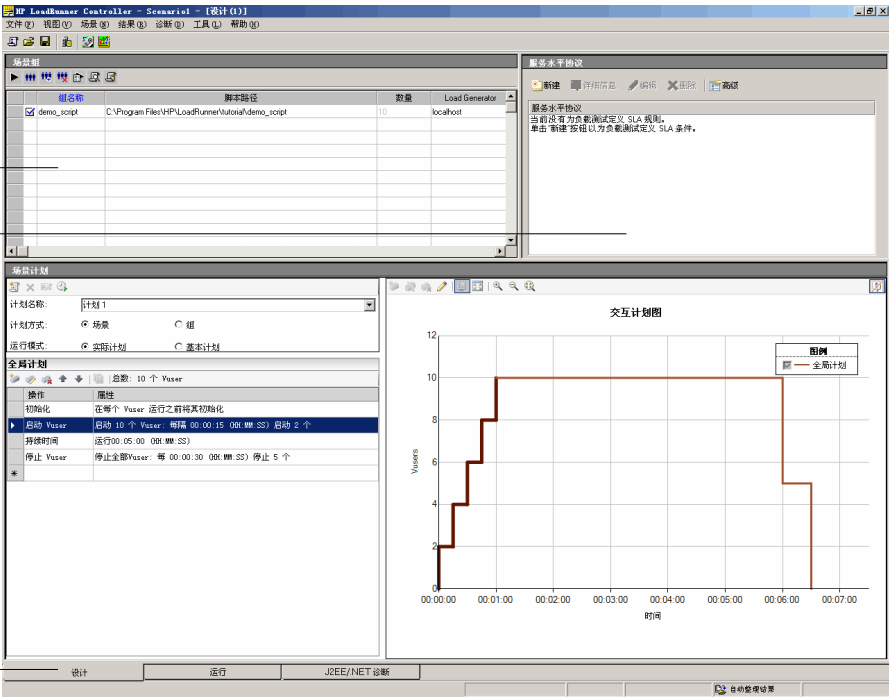 HP LoadRunner Controller - Scenario1 - [设计(1)]
文件(F) 视图(V) 场景(S) 结果(R) 诊断(D) 工具(L) 帮助(H)
场景组
组名称 脚本路径 数量 Load Generator
demo_script C:\Program Files\HP\LoadRunner\tutorial\demo_script 10 localhost
服务水平协议
新建 详细信息 编辑 删除 高级
服务水平协议
当前没有为负载测试定义 SLA 规则。
单击"新建"按钮以为负载测试定义 SLA 条件。
场景计划
计划名称: 计划 1
计划方式: 场景 组
运行模式: 实际计划 基本计划
全局计划
总数: 10 个 Vuser
操作 属性
初始化 在每个 Vuser 运行之前将其初始化
启动 Vuser 启动 10 个 Vuser: 每隔 00:00:15 (HH:MM:SS) 启动 2 个
持续时间 运行00:05:00 (HH:MM:SS)
停止 Vuser 停止全部Vuser: 每 00:00:30 (HH:MM:SS) 停止 5 个
交互计划图
图例
全局计划
Vusers
12
10
8
6
4
2
0
00:00:00 00:01:00 00:02:00 00:03:00 00:04:00 00:05:00 00:06:00 00:07:00
时间
设计 运行 J2EE/.NET 诊断
自动整理结果